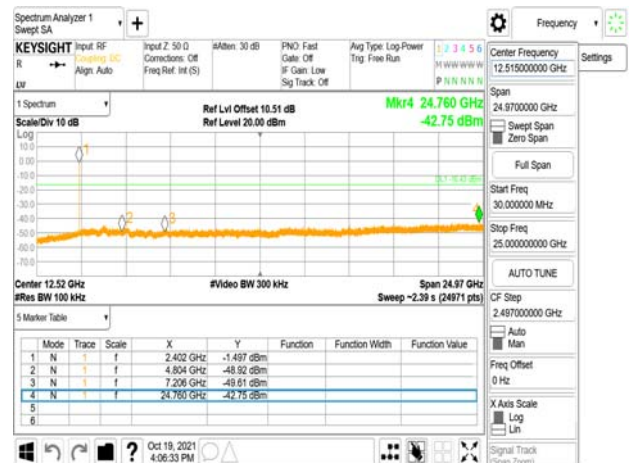 Spectrum Analyzer 1
Swept SA
+
Frequency
KEYSIGHT
R
LXI
Input: RF
Coupling: DC
Align: Auto
Input Z: 50 Ω
Corrections: Off
Freq Ref: Int (S)
#Atten: 30 dB
PNO: Fast
Gate: Off
IF Gain: Low
Sig Track: Off
Avg Type: Log-Power
Trig: Free Run
1 2 3 4 5 6
M W W W W W
P N N N N N
Center Frequency
12.515000000 GHz
Settings
Span
24.9700000 GHz
Swept Span
Zero Span
Full Span
Start Freq
30.000000 MHz
Stop Freq
25.000000000 GHz
AUTO TUNE
CF Step
2.497000000 GHz
Auto
Man
Freq Offset
0 Hz
X Axis Scale
Log
Lin
Signal Track
(Span Zoom)
1 Spectrum
Scale/Div 10 dB
Log
Ref Lvl Offset 10.51 dB
Ref Level 20.00 dBm
Mkr4 24.760 GHz
-42.75 dBm
10.0
0.00
-10.0
-20.0
-30.0
-40.0
-50.0
-60.0
-70.0
1
2
3
4
Center 12.52 GHz
#Res BW 100 kHz
#Video BW 300 kHz
Span 24.97 GHz
Sweep ~2.39 s (24971 pts)
5 Marker Table
Mode Trace Scale X Y Function Function Width Function Value
1 N 1 f 2.402 GHz -1.497 dBm
2 N 1 f 4.804 GHz -48.92 dBm
3 N 1 f 7.206 GHz -49.61 dBm
4 N 1 f 24.760 GHz -42.75 dBm
5
6
?
Oct 19, 2021
4:06:33 PM